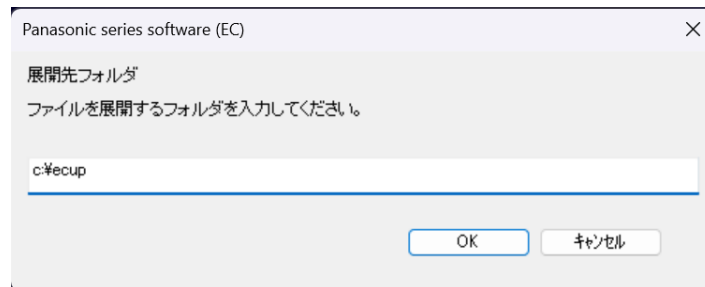 Panasonic series software (EC)
展開先フォルダ
ファイルを展開するフォルダを入力してください。
c:¥ecup
OK
キャンセル